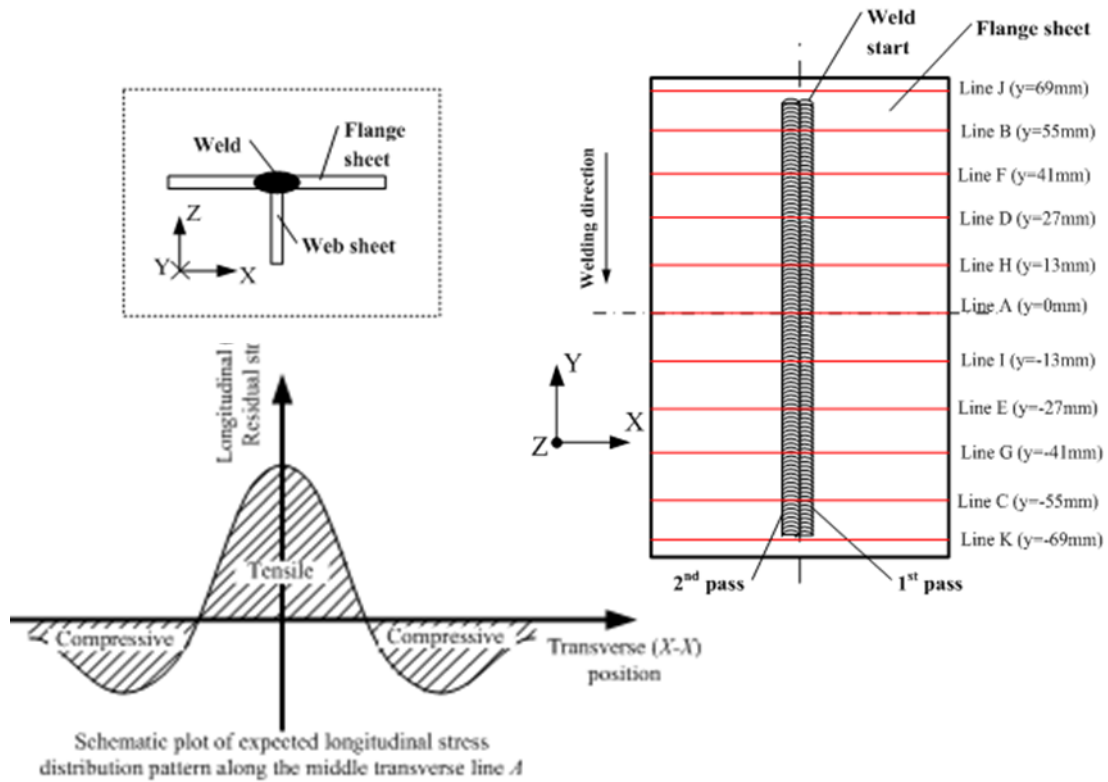 Weld
start
Flange sheet
Line J (y=69mm)
Line B (y=55mm)
Line F (y=41mm)
Line D (y=27mm)
Line H (y=13mm)
Line A (y=0mm)
Line I (y=-13mm)
Line E (y=-27mm)
Line G (y=-41mm)
Line C (y=-55mm)
Line K (y=-69mm)
Welding direction
2nd pass
1st pass
Y
X
Z
Weld
Flange
sheet
Web sheet
Z
Y
X
Longitudinal
Residual
Tensile
Compressive
Compressive
Transverse (X-X)
position
Schematic plot of expected longitudinal stress
distribution pattern along the middle transverse line A